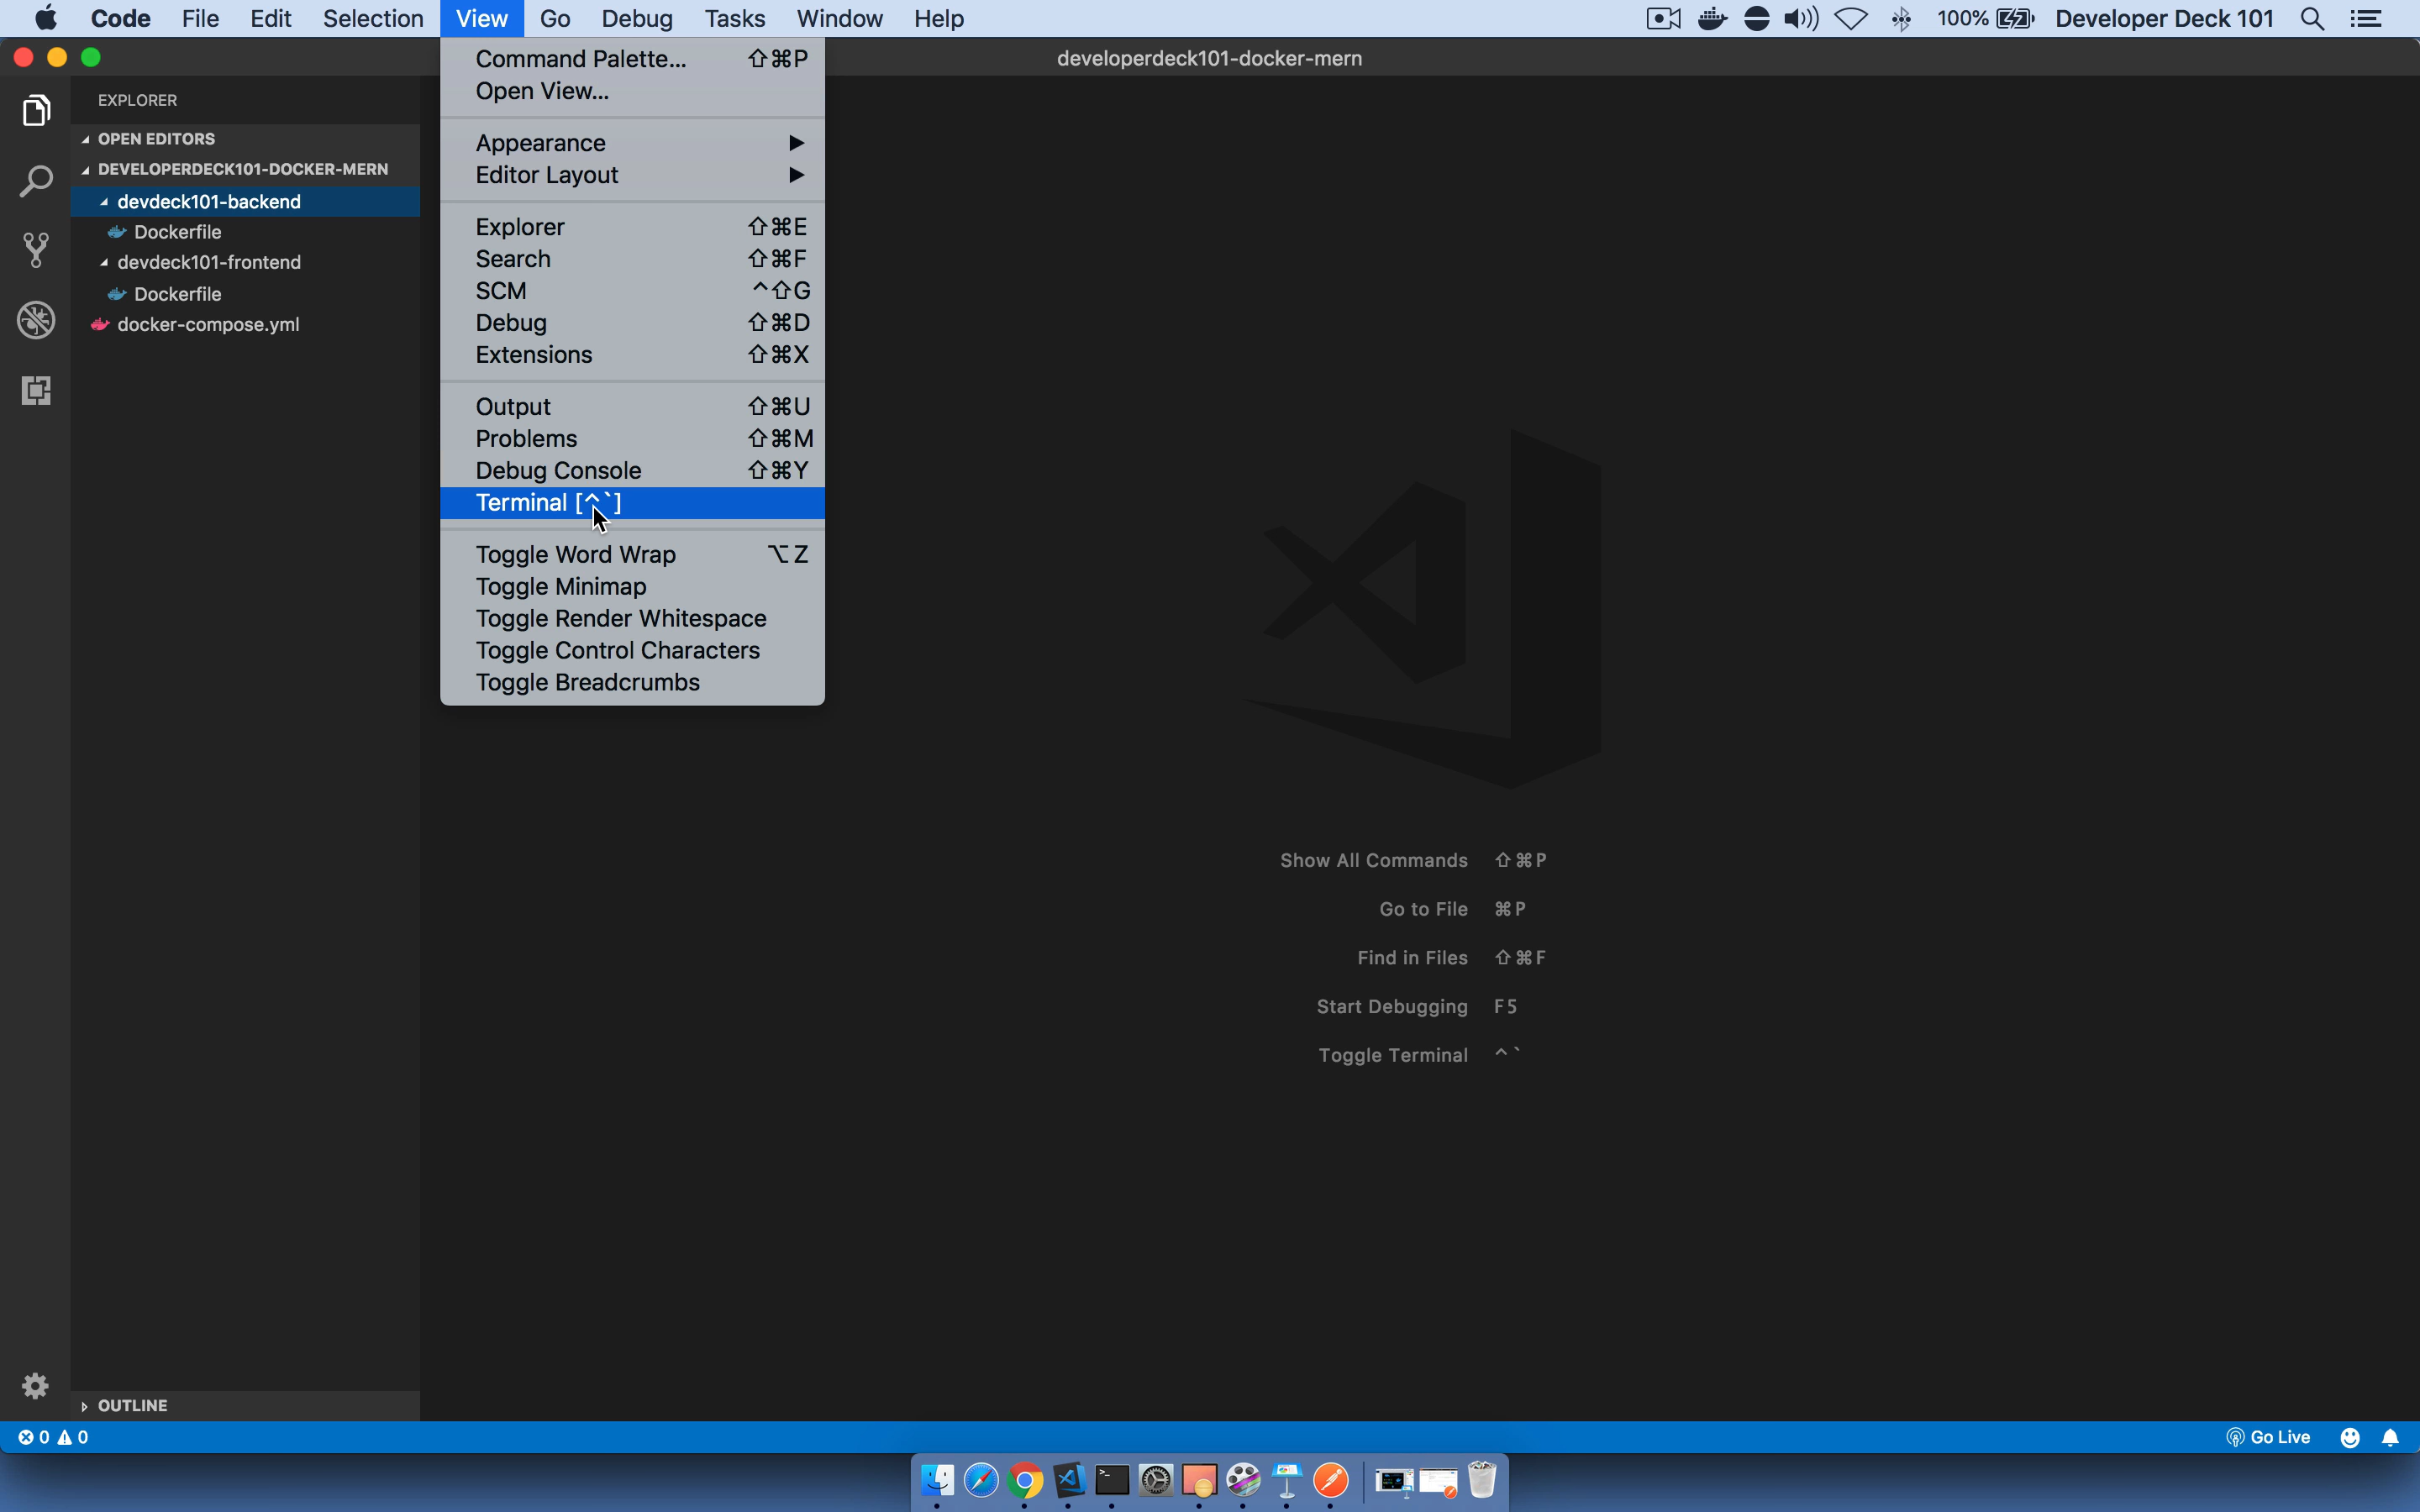 Code File Edit Selection View Go Debug Tasks Window Help 100% Developer Deck 101
developerdeck101-docker-mern
EXPLORER
OPEN EDITORS
DEVELOPERDECK101-DOCKER-MERN
devdeck101-backend
Dockerfile
devdeck101-frontend
Dockerfile
docker-compose.yml
Command Palette... ⇧⌘P
Open View...
Appearance
Editor Layout
Explorer ⇧⌘E
Search ⇧⌘F
SCM ^⇧G
Debug ⇧⌘D
Extensions ⇧⌘X
Output ⇧⌘U
Problems ⇧⌘M
Debug Console ⇧⌘Y
Terminal [^`]
Toggle Word Wrap ⌥Z
Toggle Minimap
Toggle Render Whitespace
Toggle Control Characters
Toggle Breadcrumbs
Show All Commands ⇧⌘P
Go to File ⌘P
Find in Files ⇧⌘F
Start Debugging F5
Toggle Terminal ^`
OUTLINE
0 0 Go Live